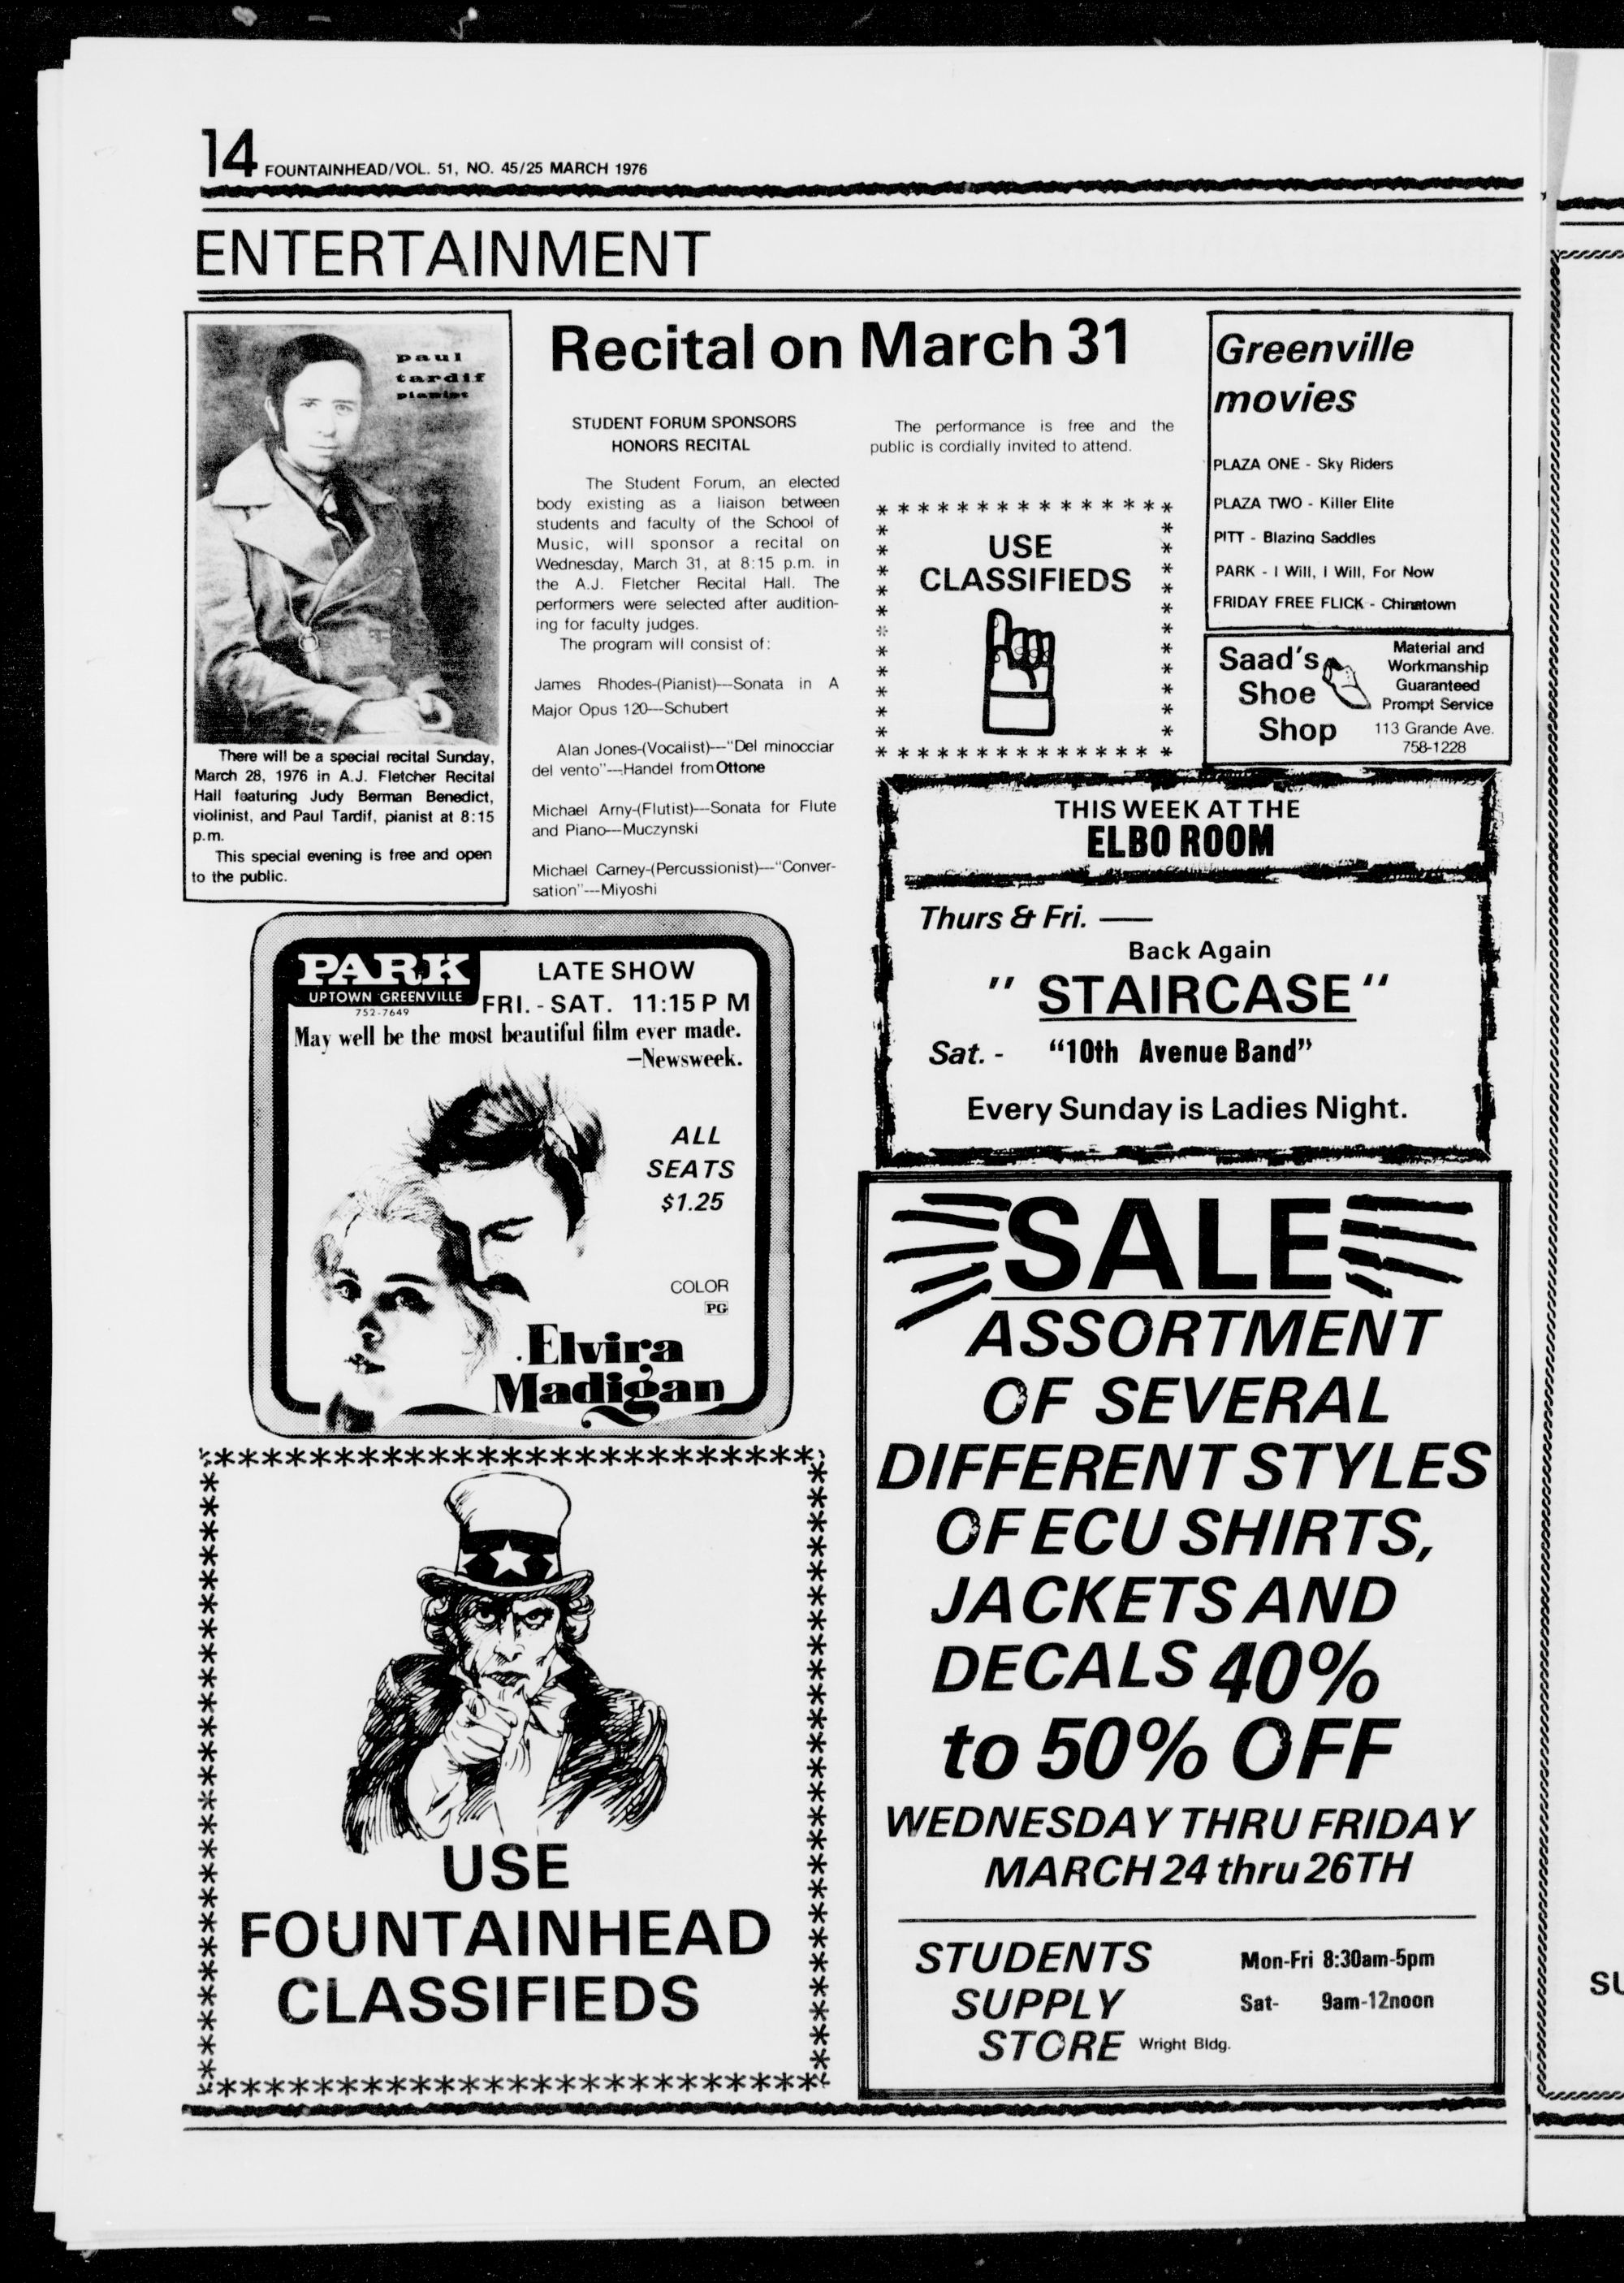 14 FOUNTAINHEAD/VOL. 51, NO. 45/25 MARCH 1976
ENTERTAINMENT
paul
tardif
pianist
There will be a special recital Sunday,
March 28, 1976 in A.J. Fletcher Recital
Hall featuring Judy Berman Benedict,
violinist, and Paul Tardif, pianist at 8:15
p.m.
This special evening is free and open
to the public.
Recital on March 31
STUDENT FORUM SPONSORS
HONORS RECITAL
The Student Forum, an elected
body existing as a liaison between
students and faculty of the School of
Music, will sponsor a recital on
Wednesday, March 31, at 8:15 p.m. in
the A.J. Fletcher Recital Hall. The
performers were selected after audition-
ing for faculty judges.
The program will consist of:
James Rhodes-(Pianist)---Sonata in A
Major Opus 120---Schubert
Alan Jones-(Vocalist)---"Del minocciar
del vento"---Handel from Ottone
Michael Arny-(Flutist)---Sonata for Flute
and Piano---Muczynski
Michael Carney-(Percussionist)---"Conver-
sation"---Miyoshi
The performance is free and the
public is cordially invited to attend.
USE
CLASSIFIEDS
Greenville
movies
PLAZA ONE - Sky Riders
PLAZA TWO - Killer Elite
PITT - Blazing Saddles
PARK - I Will, I Will, For Now
FRIDAY FREE FLICK - Chinatown
Saad's
Shoe
Shop
Material and
Workmanship
Guaranteed
Prompt Service
113 Grande Ave.
758-1228
THIS WEEK AT THE
ELBO ROOM
Thurs & Fri. —
Back Again
" STAIRCASE "
Sat. - "10th Avenue Band"
Every Sunday is Ladies Night.
PARK
UPTOWN GREENVILLE
752-7649
LATE SHOW
FRI. - SAT. 11:15 P M
May well be the most beautiful film ever made.
—Newsweek.
ALL
SEATS
$1.25
COLOR
PG
Elvira
Madigan
USE
FOUNTAINHEAD
CLASSIFIEDS
SALE
ASSORTMENT
OF SEVERAL
DIFFERENT STYLES
OF ECU SHIRTS,
JACKETS AND
DECALS 40%
to 50% OFF
WEDNESDAY THRU FRIDAY
MARCH 24 thru 26TH
STUDENTS
SUPPLY
STORE Wright Bldg.
Mon-Fri 8:30am-5pm
Sat- 9am-12noon